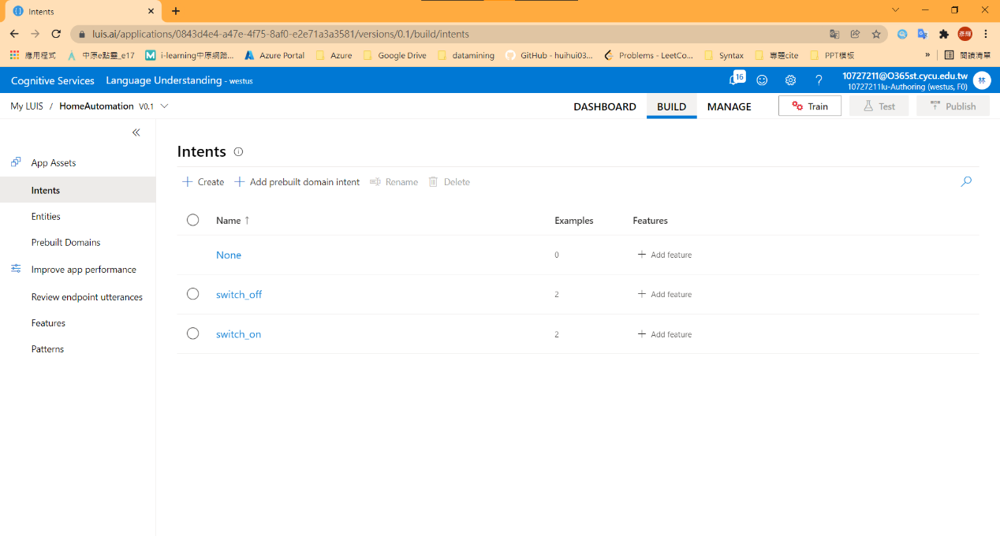 Intents
luis.ai/applications/0843d4e4-a47e-4f75-8af0-e2e71a3a3581/versions/0.1/build/intents
應用程式 中原e點靈_e17 i-learning中原網路... Azure Portal Azure Google Drive datamining GitHub - huihui03... Problems - LeetCo... Syntax 專題cite PPT模板 » 閱讀清單
Cognitive Services Language Understanding - westus 16 ? 10727211@O365st.cycu.edu.tw 林
10727211lu-Authoring (westus, F0)
My LUIS / HomeAutomation V0.1 DASHBOARD BUILD MANAGE Train Test Publish
App Assets
Intents
Entities
Prebuilt Domains
Improve app performance
Review endpoint utterances
Features
Patterns
Intents
Create Add prebuilt domain intent Rename Delete
Name ↑ Examples Features
None 0 Add feature
switch_off 2 Add feature
switch_on 2 Add feature